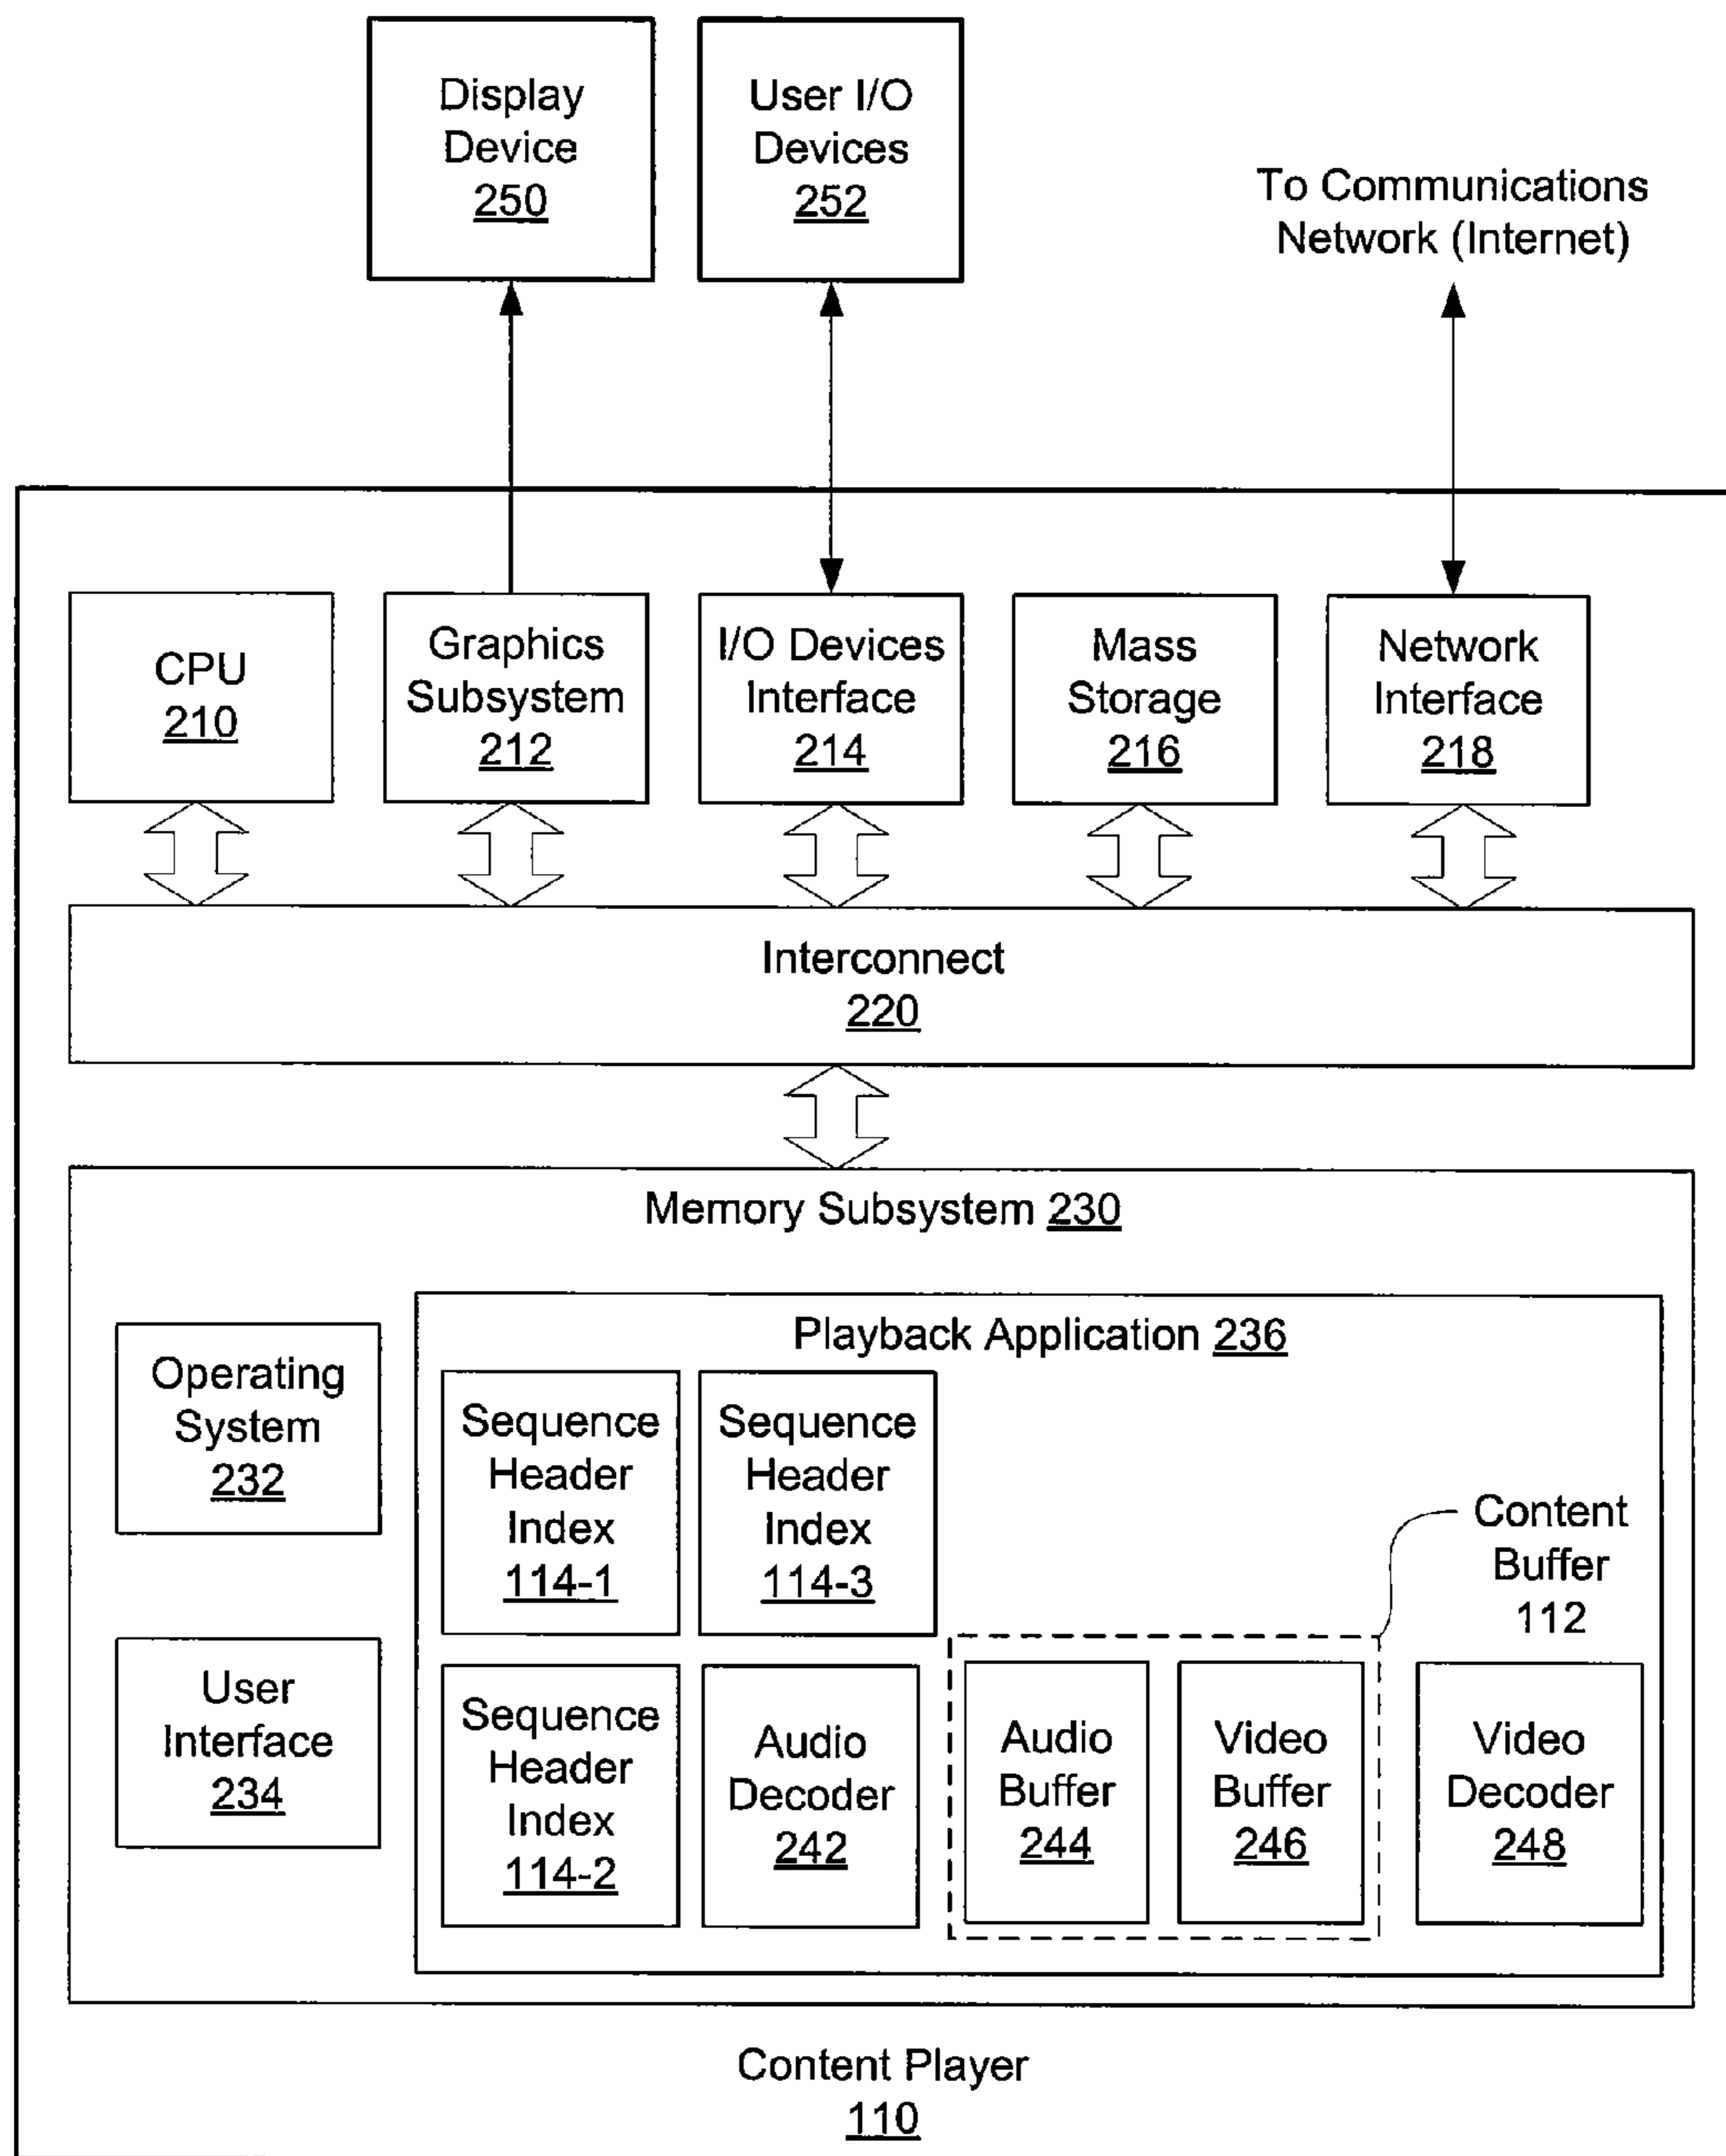 Display
Device
250
User I/O
Devices
252
To Communications
Network (Internet)
CPU
210
Graphics
Subsystem
212
I/O Devices
Interface
214
Mass
Storage
216
Network
Interface
218
Interconnect
220
Memory Subsystem 230
Operating
System
232
User
Interface
234
Playback Application 236
Sequence
Header
Index
114-1
Sequence
Header
Index
114-3
Content
Buffer
112
Sequence
Header
Index
114-2
Audio
Decoder
242
Audio
Buffer
244
Video
Buffer
246
Video
Decoder
248
Content Player
110